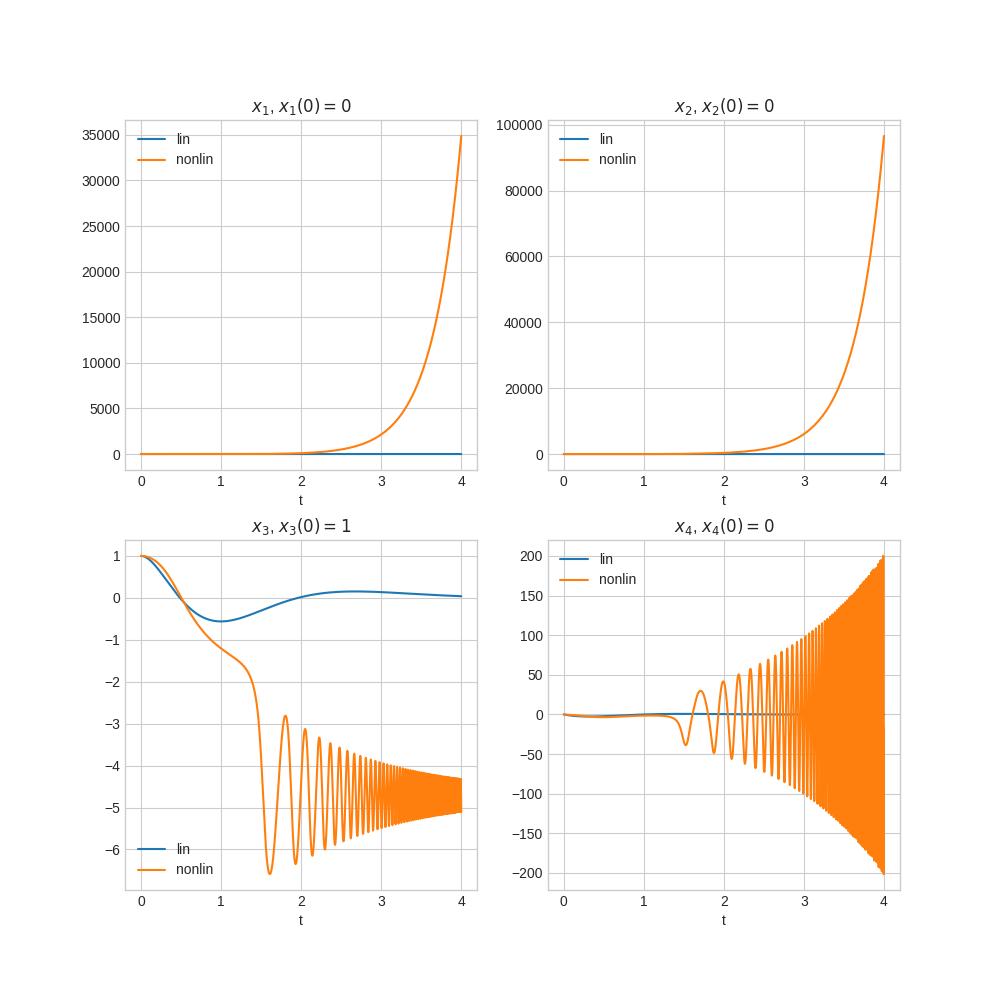 x₁, x₁(0) = 0
lin
nonlin
35000
30000
25000
20000
15000
10000
5000
0
0 1 2 3 4
t
x₂, x₂(0) = 0
lin
nonlin
100000
80000
60000
40000
20000
0
0 1 2 3 4
t
x₃, x₃(0) = 1
1
0
−1
−2
−3
−4
−5
−6
lin
nonlin
0 1 2 3 4
t
x₄, x₄(0) = 0
lin
nonlin
200
150
100
50
0
−50
−100
−150
−200
0 1 2 3 4
t